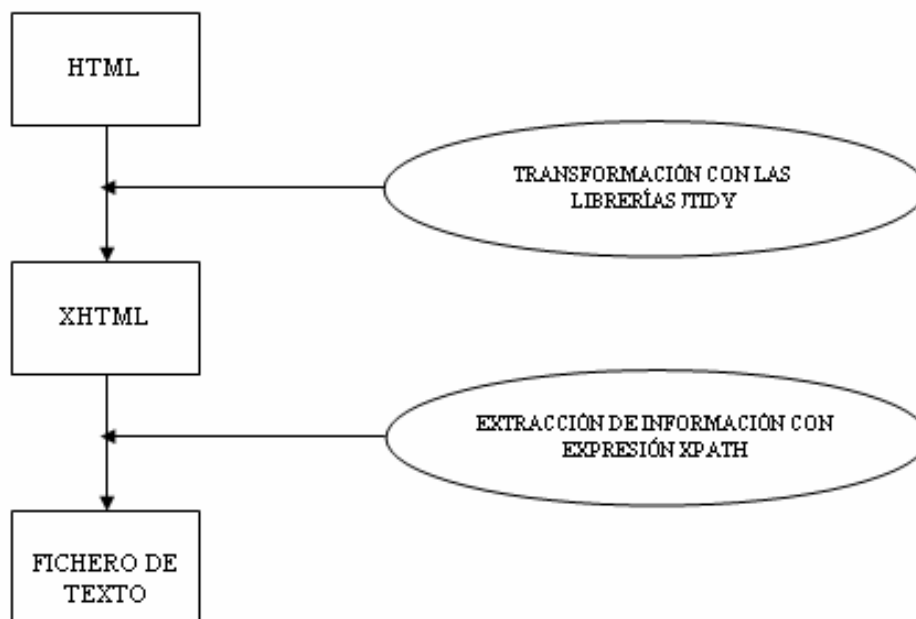 HTML
TRANSFORMACIÓN CON LAS
LIBRERÍAS JTIDY
XHTML
EXTRACCIÓN DE INFORMACIÓN CON
EXPRESIÓN XPATH
FICHERO DE
TEXTO